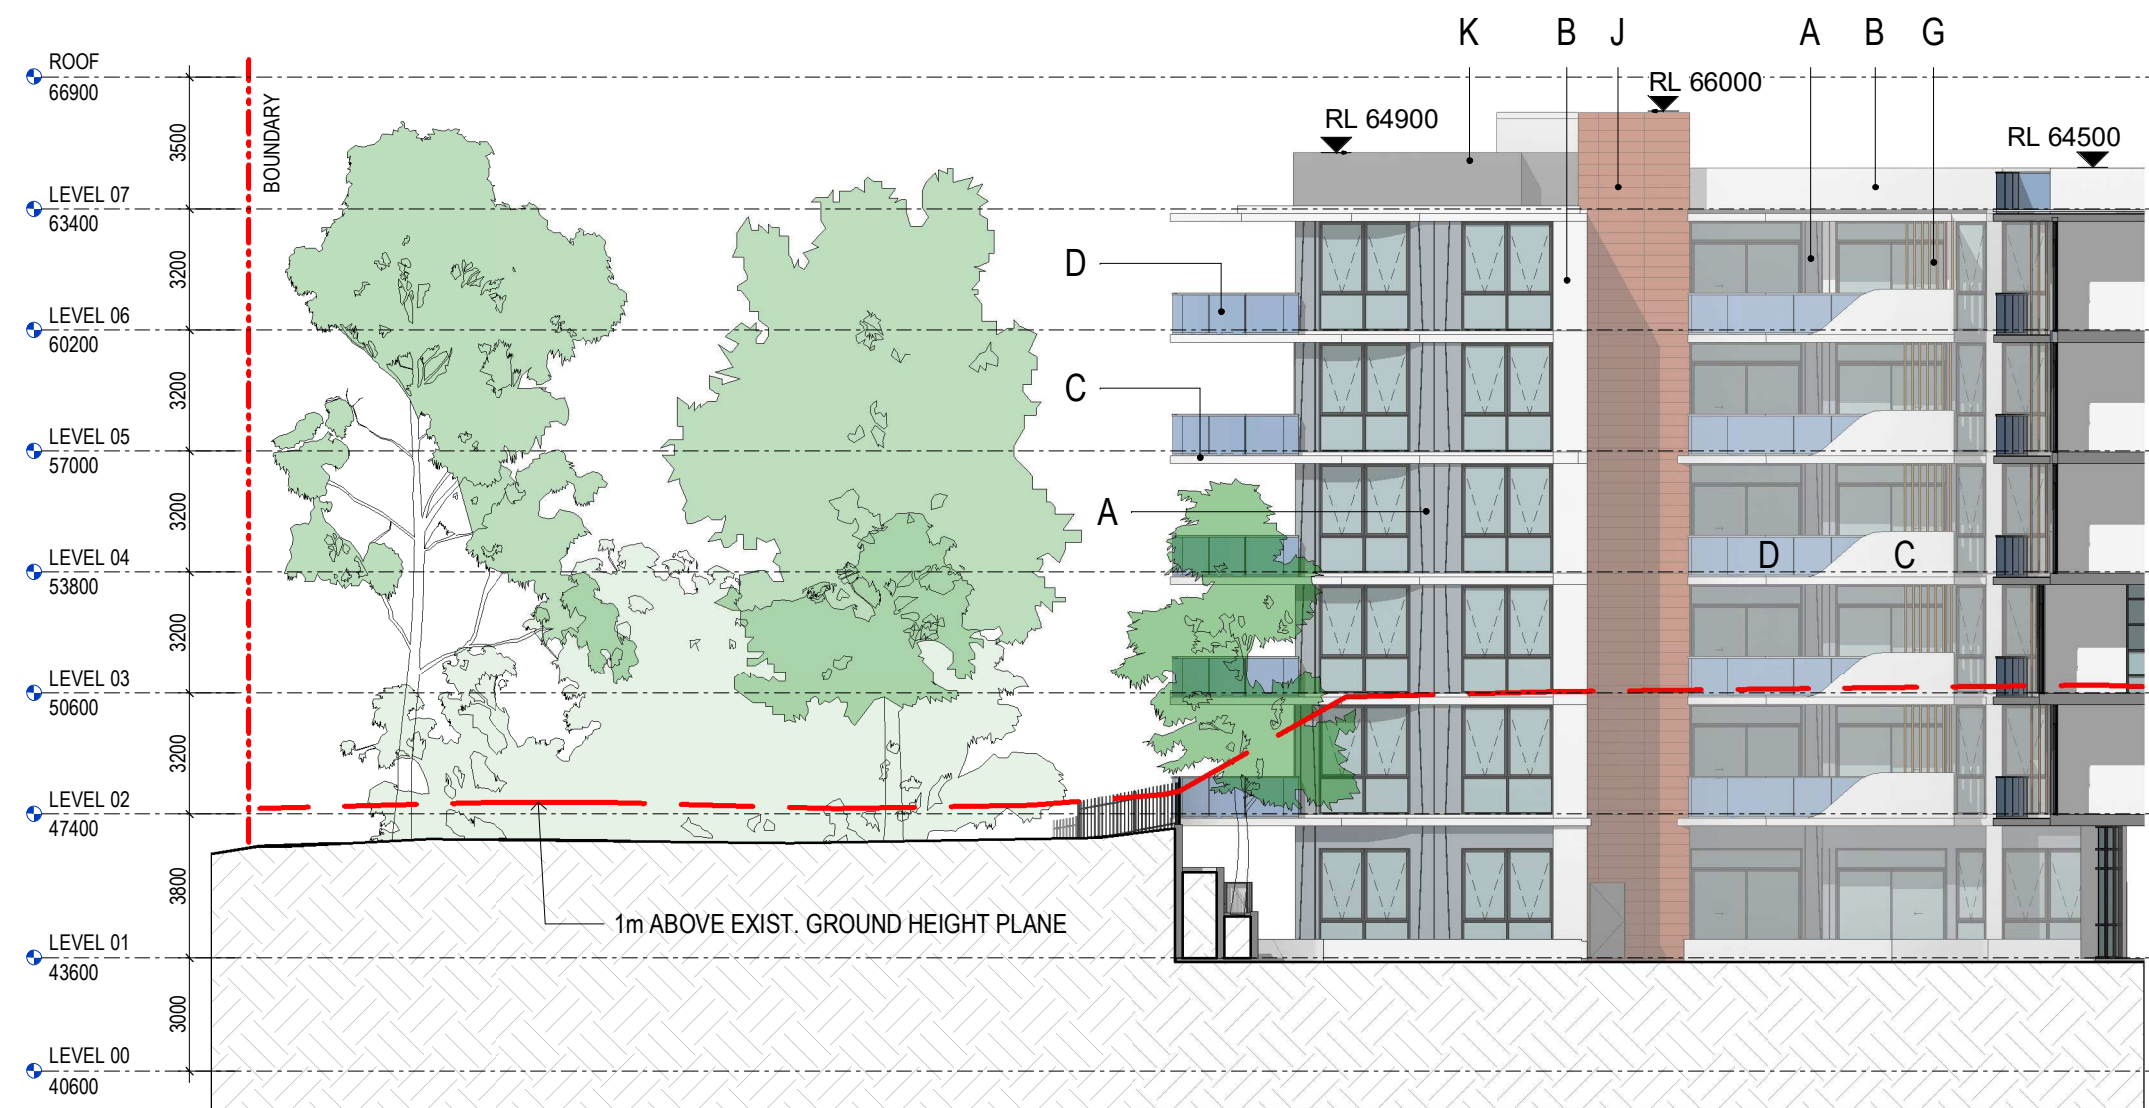 K B J A B G
ROOF
66900
RL 66000
RL 64900
RL 64500
BOUNDARY
3500
LEVEL 07
63400
3200
D
LEVEL 06
60200
3200
C
LEVEL 05
57000
3200
A
LEVEL 04
53800
D C
3200
LEVEL 03
50600
3200
LEVEL 02
47400
3800
1m ABOVE EXIST. GROUND HEIGHT PLANE
LEVEL 01
43600
3000
LEVEL 00
40600